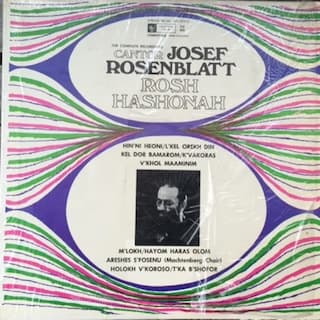 THE COMPLETE RECORDINGS
CANTOR JOSEF
ROSENBLATT
ROSH
HASHONAH
HIN'NI HEONI/L'KEL OREKH DIN
KEL DOR BAMAROM/K'VAKORAS
V'KHOL MAAMINIM
M'LOKH/HAYOM HARAS OLOM
ARESHES S'FOSENU (Machtenberg Choir)
HOLOKH V'KOROSO/T'KA B'SHOFOR